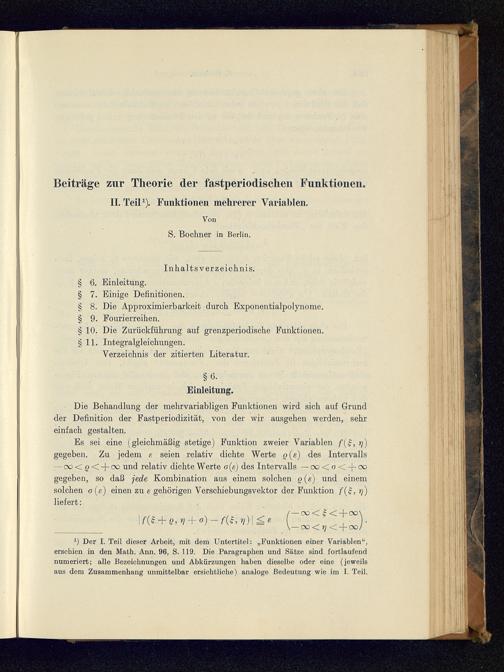 Beiträge zur Theorie der fastperiodischen Funktionen.
II. Teil¹). Funktionen mehrerer Variablen.
Von
S. Bochner in Berlin.
Inhaltsverzeichnis.
§ 6. Einleitung.
§ 7. Einige Definitionen.
§ 8. Die Approximierbarkeit durch Exponentialpolynome.
§ 9. Fourierreihen.
§ 10. Die Zurückführung auf grenzperiodische Funktionen.
§ 11. Integralgleichungen.
Verzeichnis der zitierten Literatur.
§ 6.
Einleitung.
Die Behandlung der mehrvariabligen Funktionen wird sich auf Grund
der Definition der Fastperiodizität, von der wir ausgehen werden, sehr
einfach gestalten.
Es sei eine (gleichmäßig stetige) Funktion zweier Variablen f(ξ, η)
gegeben. Zu jedem ε seien relativ dichte Werte ϱ(ε) des Intervalls
−∞ < ϱ < +∞ und relativ dichte Werte σ(ε) des Intervalls −∞ < σ < +∞
gegeben, so daß jede Kombination aus einem solchen ϱ(ε) und einem
solchen σ(ε) einen zu ε gehörigen Verschiebungsvektor der Funktion f(ξ, η)
liefert:
|f(ξ + ϱ, η + σ) − f(ξ, η)| ≦ ε (−∞ < ξ < +∞
−∞ < η < +∞).
¹) Der I. Teil dieser Arbeit, mit dem Untertitel: „Funktionen einer Variablen“,
erschien in den Math. Ann. 96, S. 119. Die Paragraphen und Sätze sind fortlaufend
numeriert; alle Bezeichnungen und Abkürzungen haben dieselbe oder eine (jeweils
aus dem Zusammenhang unmittelbar ersichtliche) analoge Bedeutung wie im I. Teil.